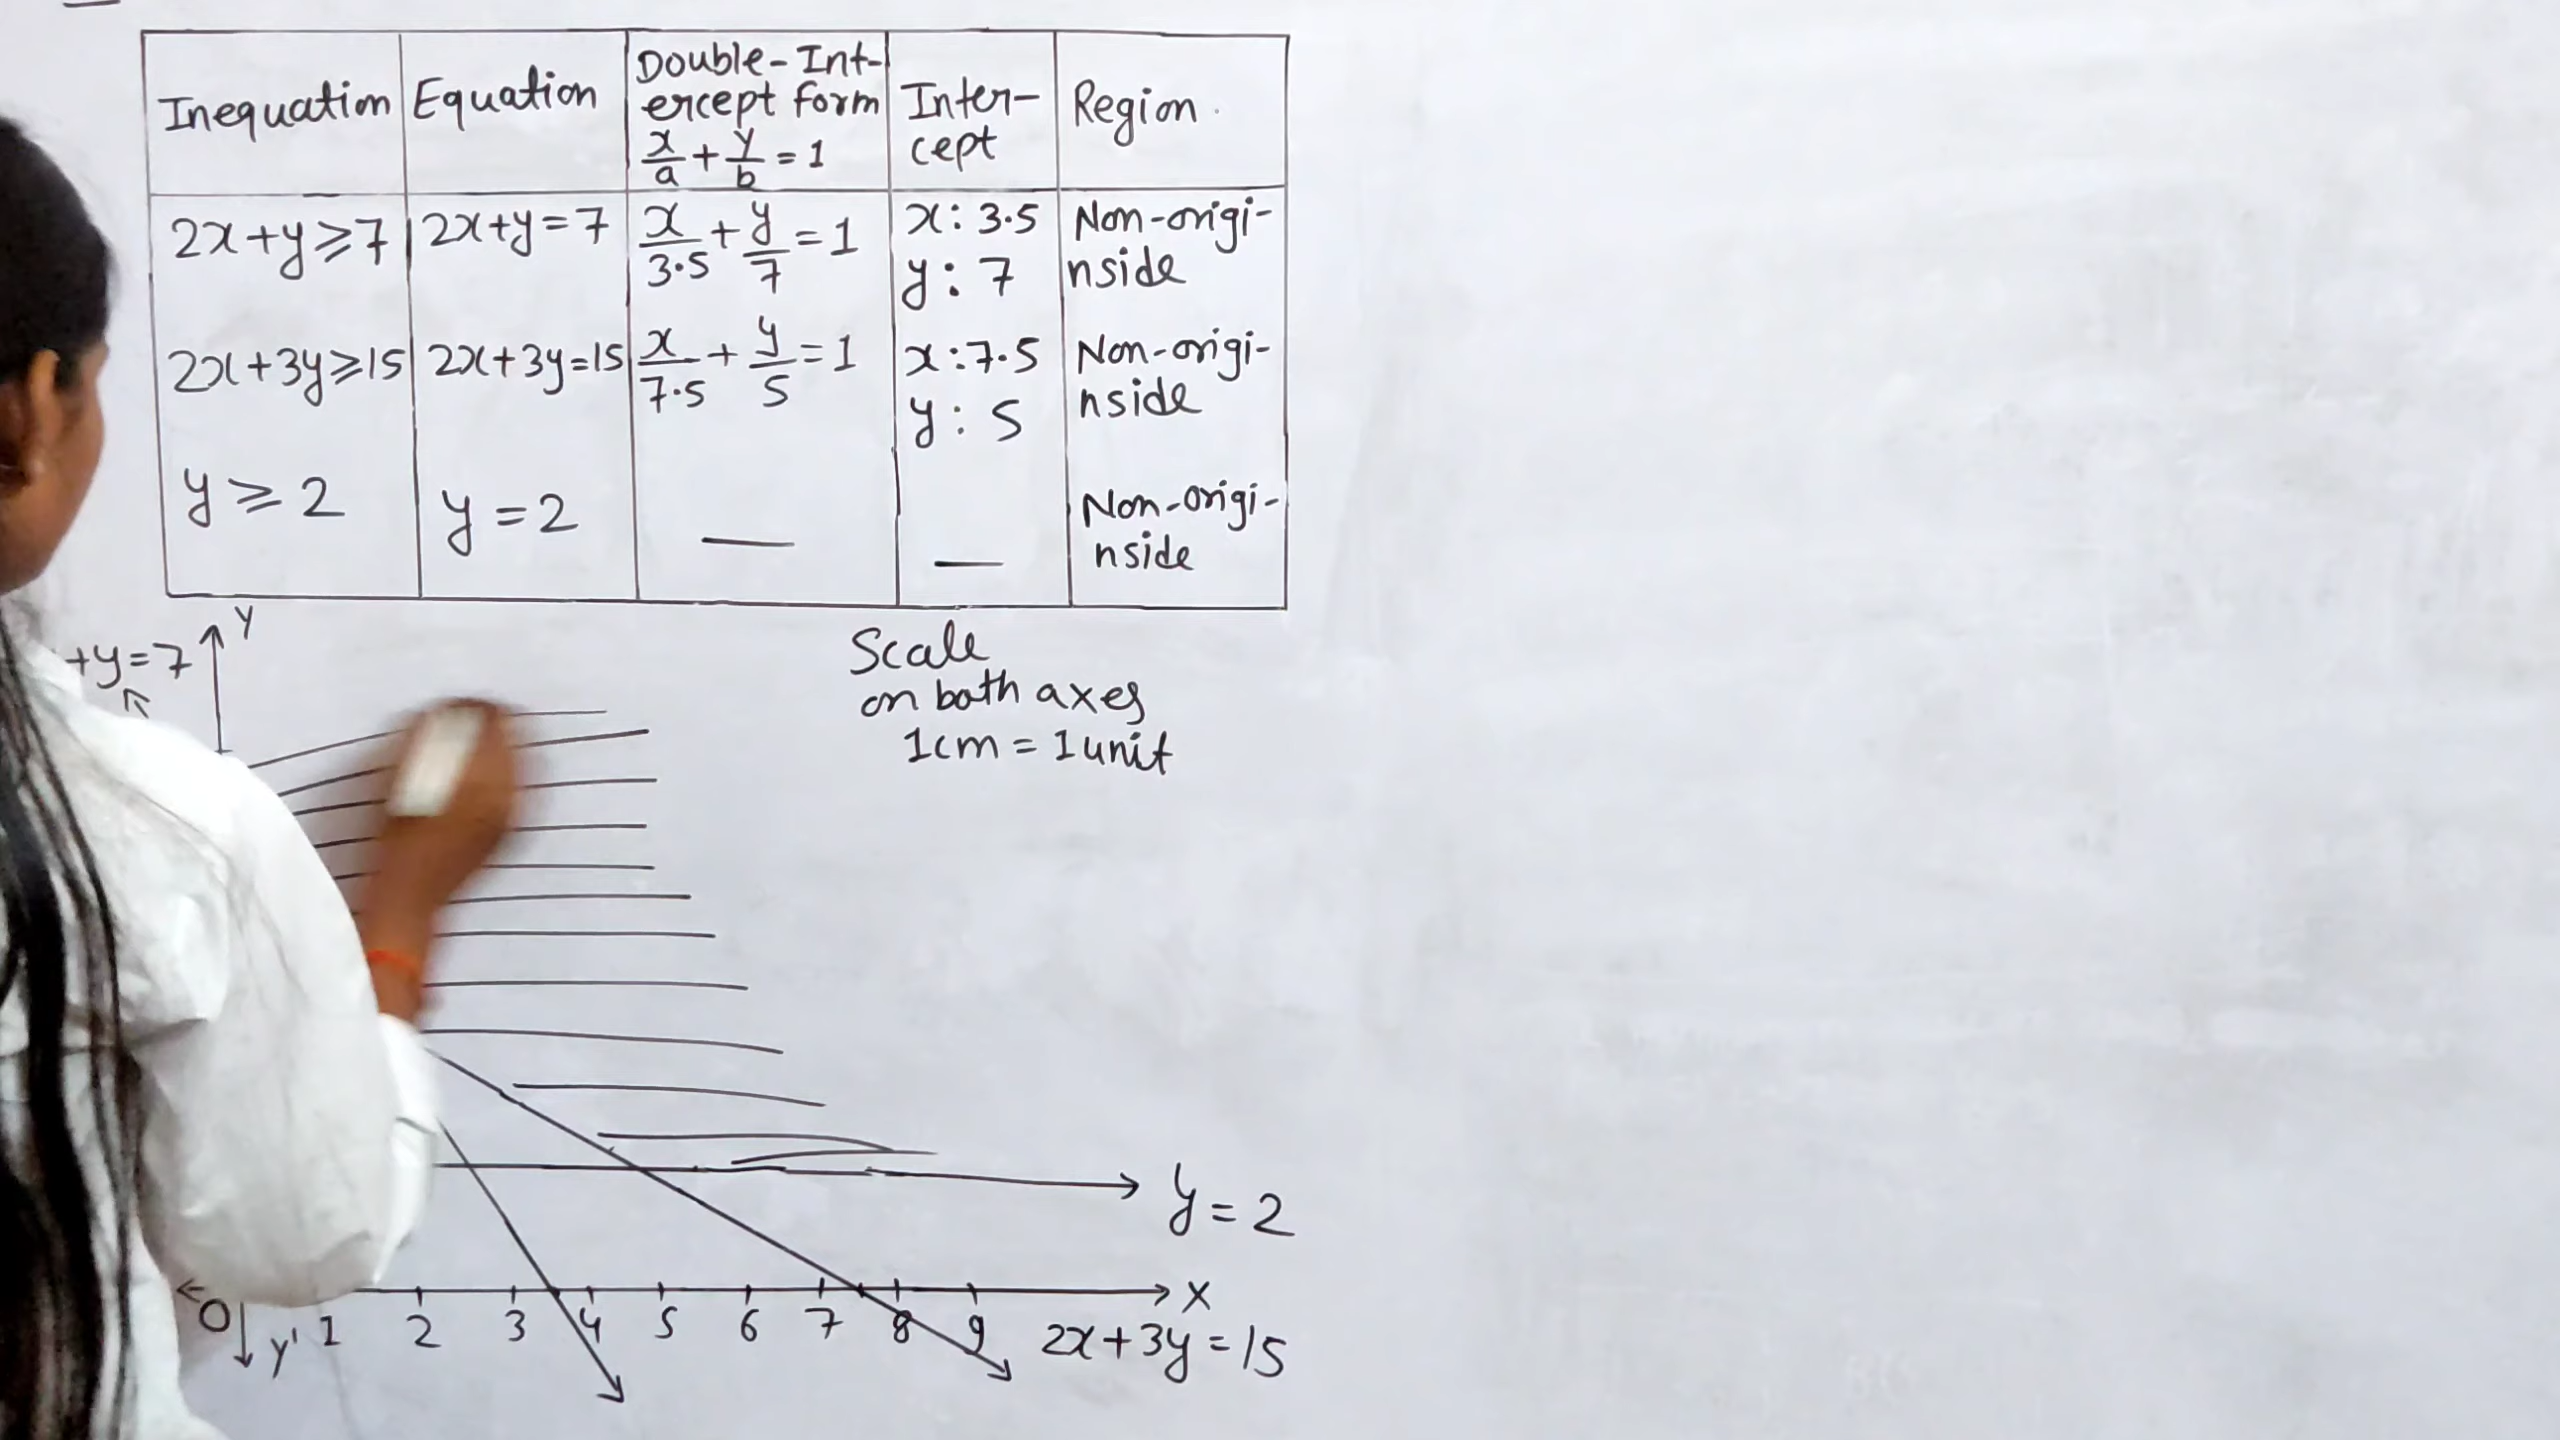 Inequation | Equation | Double-Int-
ercept form
x/a + y/b = 1 | Inter-
cept | Region
2x+y≥7 | 2x+y=7 | x/3.5 + y/7 = 1 | x: 3.5
y: 7 | Non-origi-
nside
2x+3y≥15 | 2x+3y=15 | x/7.5 + y/5 = 1 | x:7.5
y: 5 | Non-origi-
nside
y ≥ 2 | y = 2 | — | — | Non-origi-
nside
+y=7
Y
Scale
on both axes
1cm = 1unit
y = 2
X
O
Y'
1 2 3 4 5 6 7 8 9
2x+3y=15